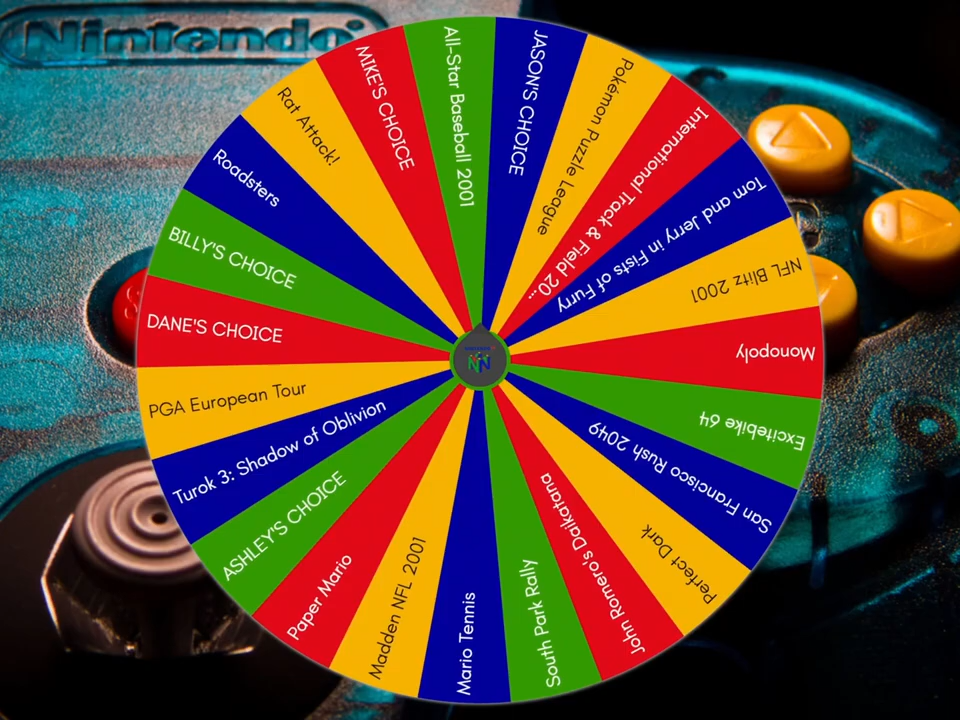 Nintendo
JASON'S CHOICE
Pokémon Puzzle League
International Track & Field 20...
Tom and Jerry in Fists of Furry
NFL Blitz 2001
Monopoly
Excitebike 64
San Francisco Rush 2049
Perfect Dark
John Romero's Daikatana
South Park Rally
Mario Tennis
Madden NFL 2001
Paper Mario
ASHLEY'S CHOICE
Turok 3: Shadow of Oblivion
PGA European Tour
DANE'S CHOICE
BILLY'S CHOICE
Roadsters
Rat Attack!
MIKE'S CHOICE
All-Star Baseball 2001